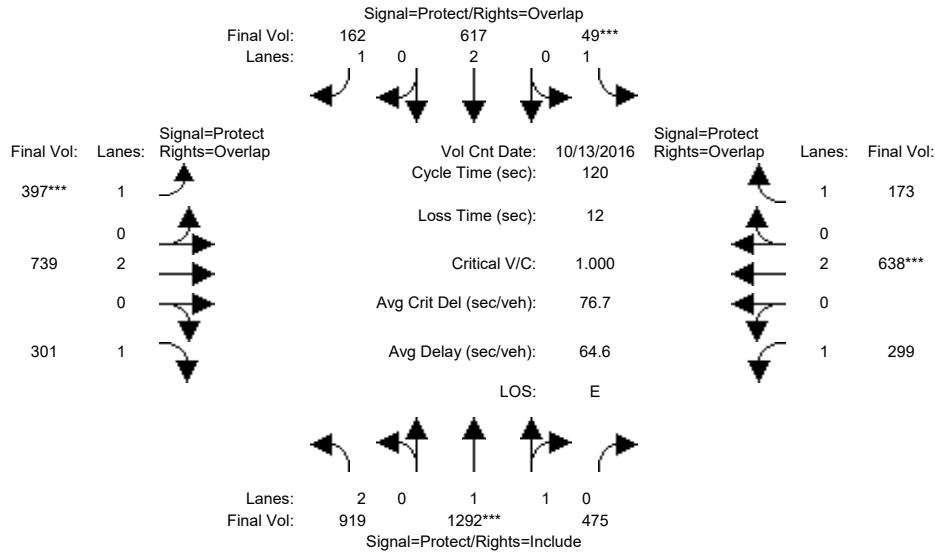 Signal=Protect/Rights=Overlap
Final Vol: 162 617 49***
Lanes: 1 0 2 0 1
Signal=Protect Signal=Protect
Final Vol: Lanes: Rights=Overlap Vol Cnt Date: 10/13/2016 Rights=Overlap Lanes: Final Vol:
Cycle Time (sec): 120
397*** 1 1 173
Loss Time (sec): 12
0 0
739 2 Critical V/C: 1.000 2 638***
0 Avg Crit Del (sec/veh): 76.7 0
301 1 Avg Delay (sec/veh): 64.6 1 299
LOS: E
Lanes: 2 0 1 1 0
Final Vol: 919 1292*** 475
Signal=Protect/Rights=Include